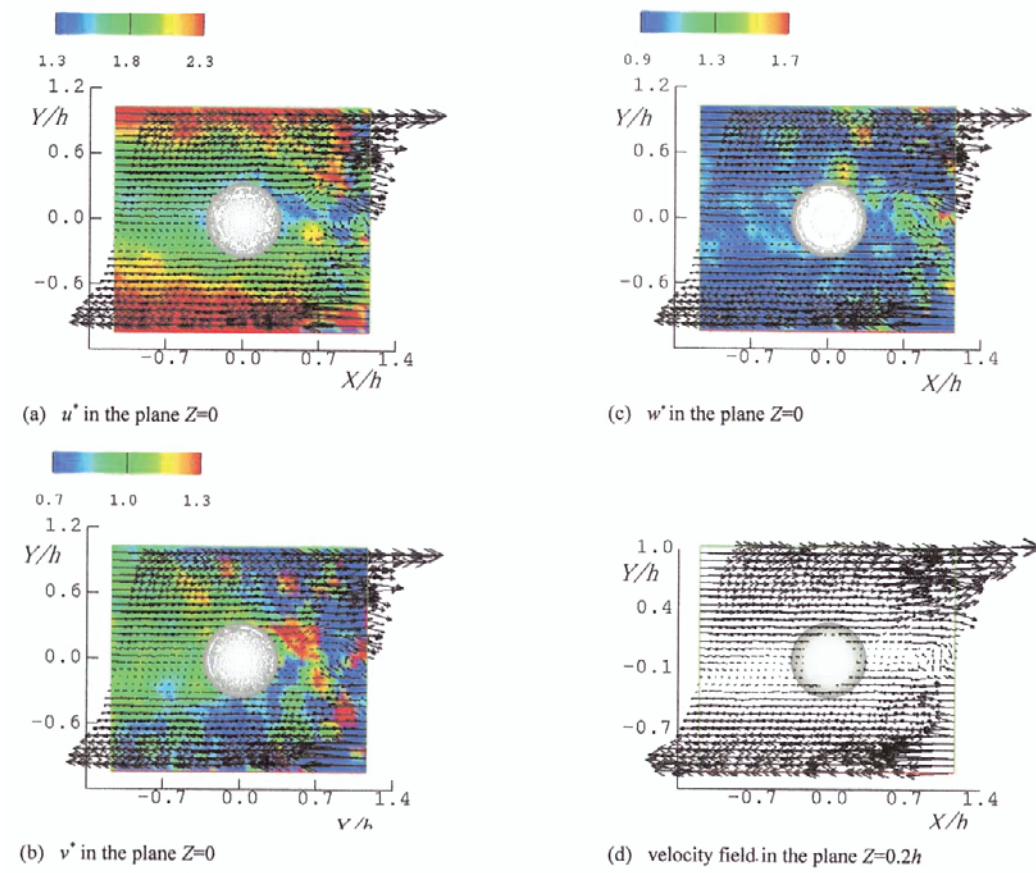 1.3 1.8 2.3
1.2
Y/h
0.6
0.0
-0.6
-0.7 0.0 0.7 1.4
X/h
(a) u* in the plane Z=0
0.9 1.3 1.7
1.2
Y/h
0.6
0.0
-0.6
-0.7 0.0 0.7 1.4
X/h
(c) w* in the plane Z=0
0.7 1.0 1.3
1.2
Y/h
0.6
0.0
-0.6
-0.7 0.0 0.7 1.4
(b) v* in the plane Z=0
1.0
Y/h
0.4
-0.1
-0.7
-0.7 0.0 0.7 1.4
X/h
(d) velocity field in the plane Z=0.2h